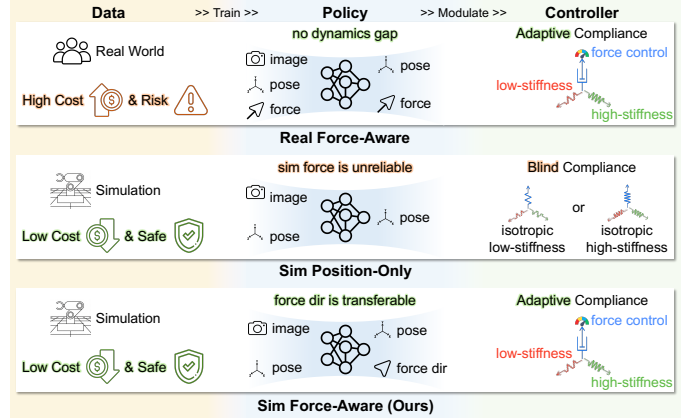 Data >> Train >> Policy >> Modulate >> Controller
Real World
High Cost & Risk
no dynamics gap
image
pose
force
pose
force
Adaptive Compliance
force control
low-stiffness
high-stiffness
Real Force-Aware
Simulation
Low Cost & Safe
sim force is unreliable
image
pose
pose
Blind Compliance
or
isotropic
low-stiffness
isotropic
high-stiffness
Sim Position-Only
Simulation
Low Cost & Safe
force dir is transferable
image
pose
pose
force dir
Adaptive Compliance
force control
low-stiffness
high-stiffness
Sim Force-Aware (Ours)